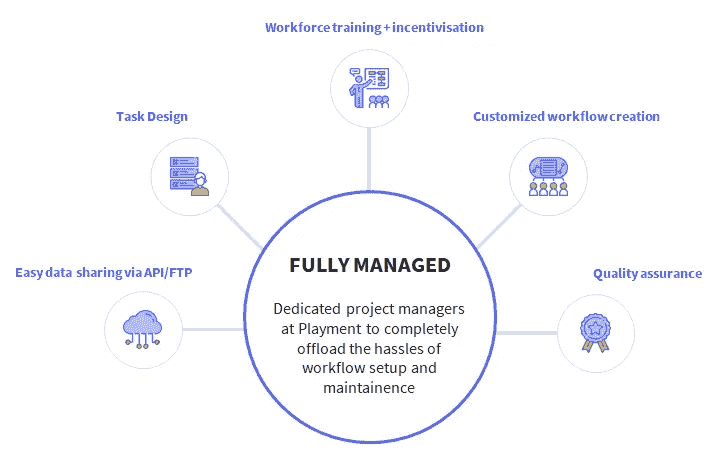 Workforce training + incentivisation
Task Design
Customized workflow creation
Easy data sharing via API/FTP
Quality assurance
FULLY MANAGED
Dedicated project managers
at Playment to completely
offload the hassles of
workflow setup and
maintainence